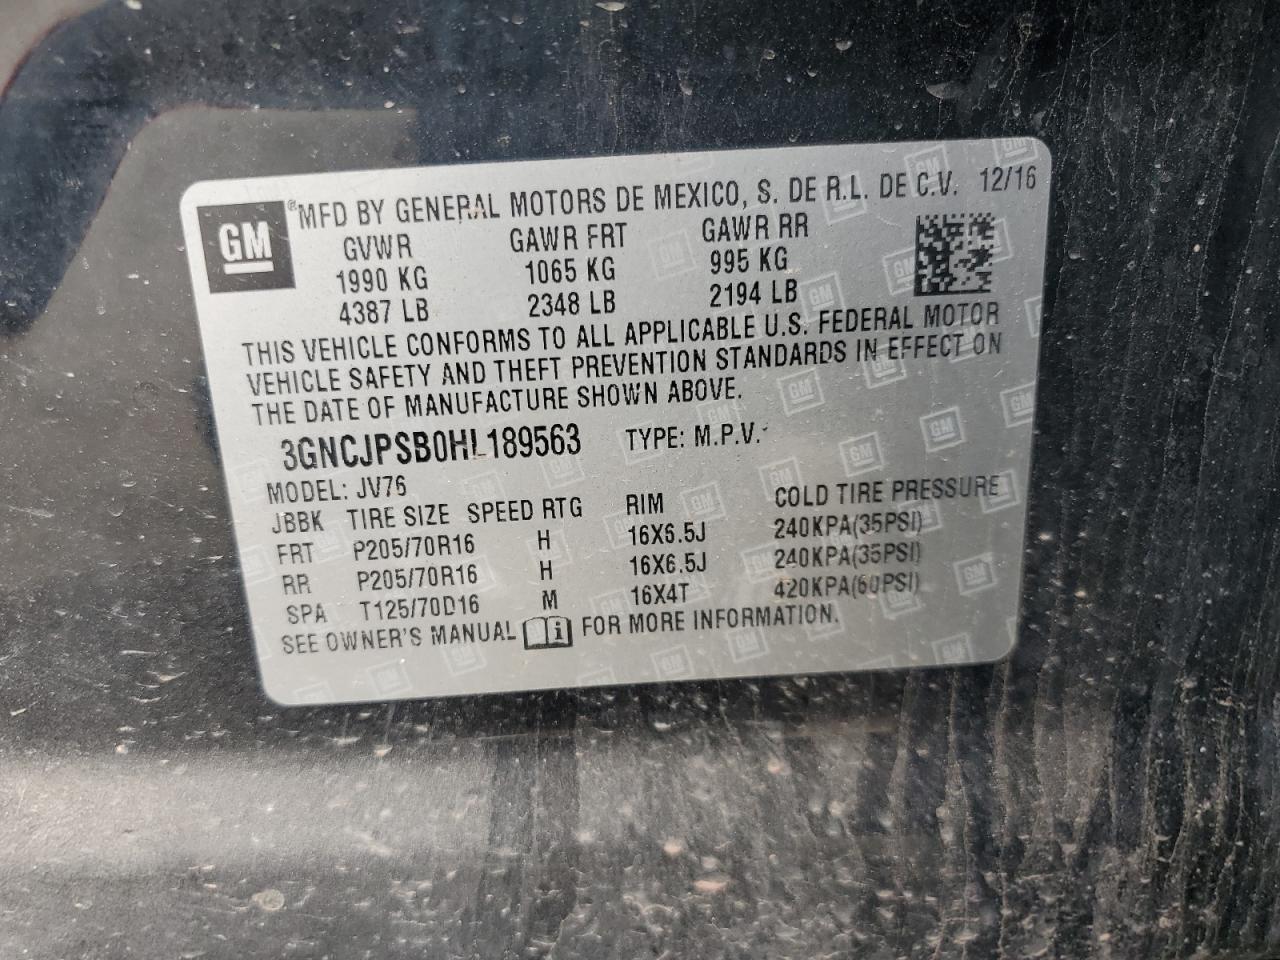 GM
® MFD BY GENERAL MOTORS DE MEXICO, S. DE R.L. DE C.V. 12/16
GVWR GAWR FRT GAWR RR
1990 KG 1065 KG 995 KG
4387 LB 2348 LB 2194 LB
THIS VEHICLE CONFORMS TO ALL APPLICABLE U.S. FEDERAL MOTOR
VEHICLE SAFETY AND THEFT PREVENTION STANDARDS IN EFFECT ON
THE DATE OF MANUFACTURE SHOWN ABOVE.
3GNCJPSB0HL189563 TYPE: M.P.V.
MODEL: JV76
JBBK TIRE SIZE SPEED RTG RIM COLD TIRE PRESSURE
FRT P205/70R16 H 16X6.5J 240KPA(35PSI)
RR P205/70R16 H 16X6.5J 240KPA(35PSI)
SPA T125/70D16 M 16X4T 420KPA(60PSI)
SEE OWNER'S MANUAL i FOR MORE INFORMATION.